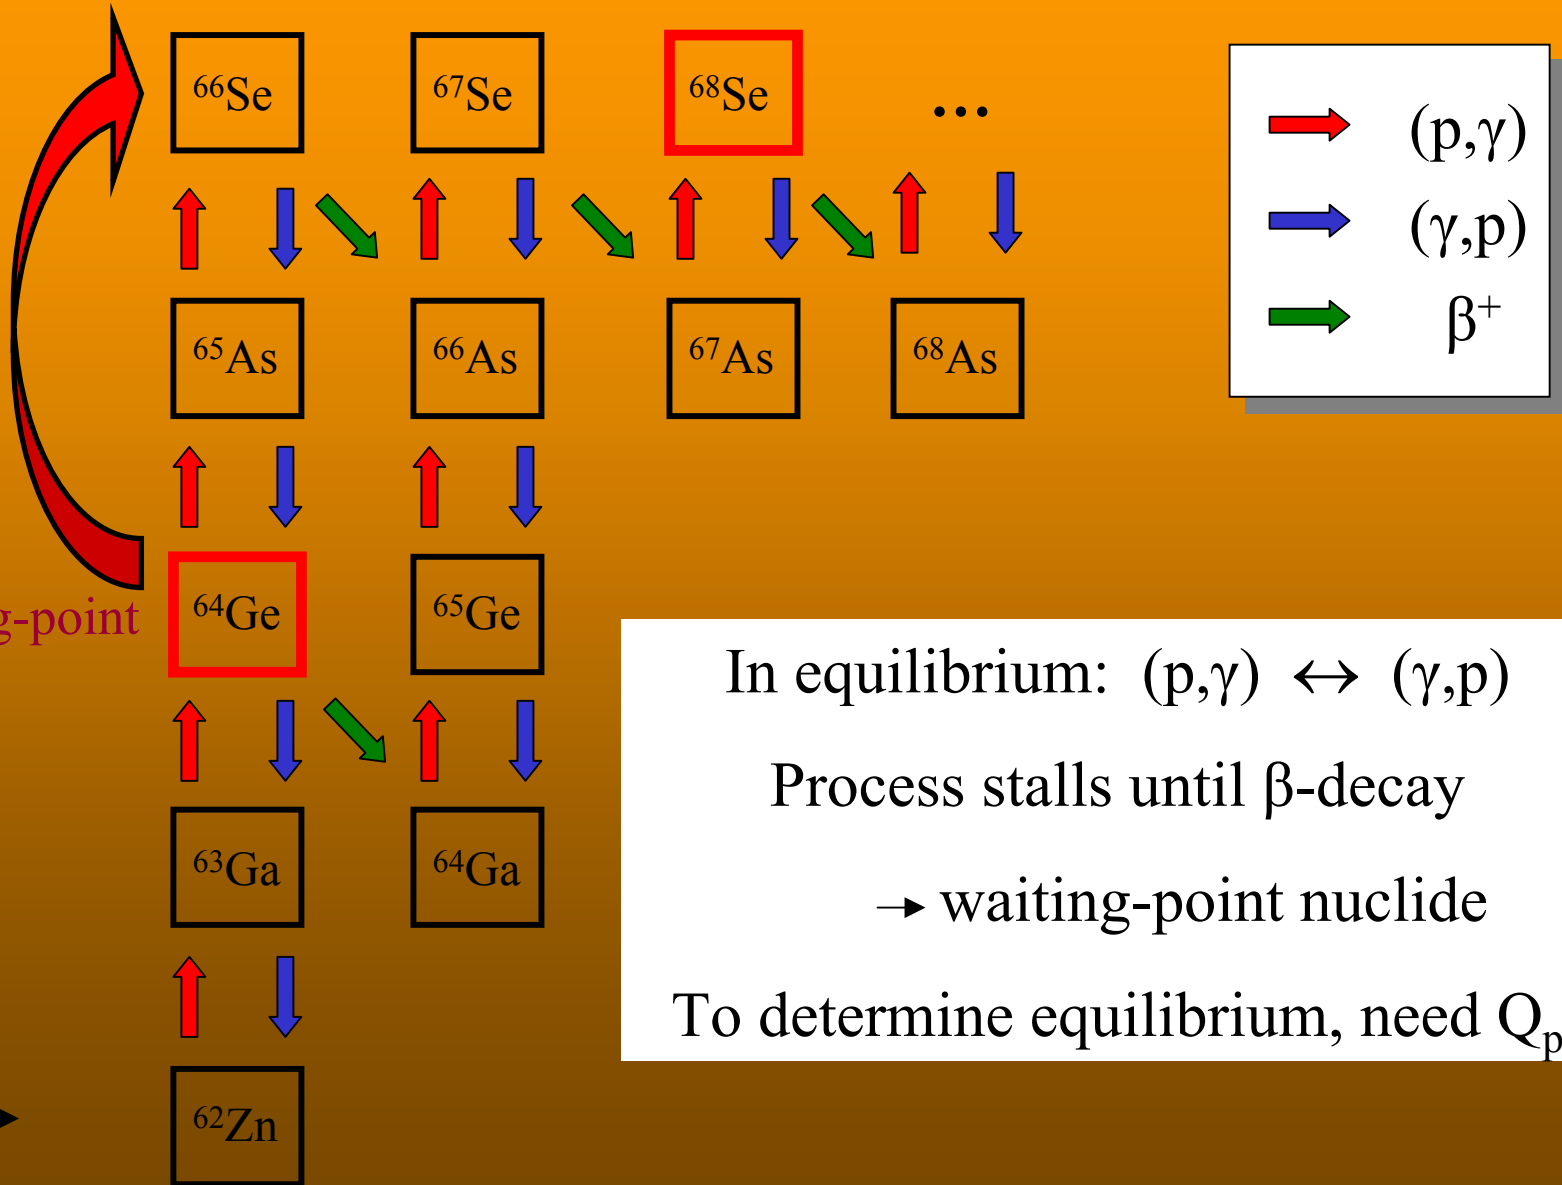 ⁶⁶Se ⁶⁷Se ⁶⁸Se ...
(p,γ)
(γ,p)
β⁺
⁶⁵As ⁶⁶As ⁶⁷As ⁶⁸As
g-point ⁶⁴Ge ⁶⁵Ge
⁶³Ga ⁶⁴Ga
⁶²Zn
In equilibrium: (p,γ) ↔ (γ,p)
Process stalls until β-decay
→ waiting-point nuclide
To determine equilibrium, need Qₚ